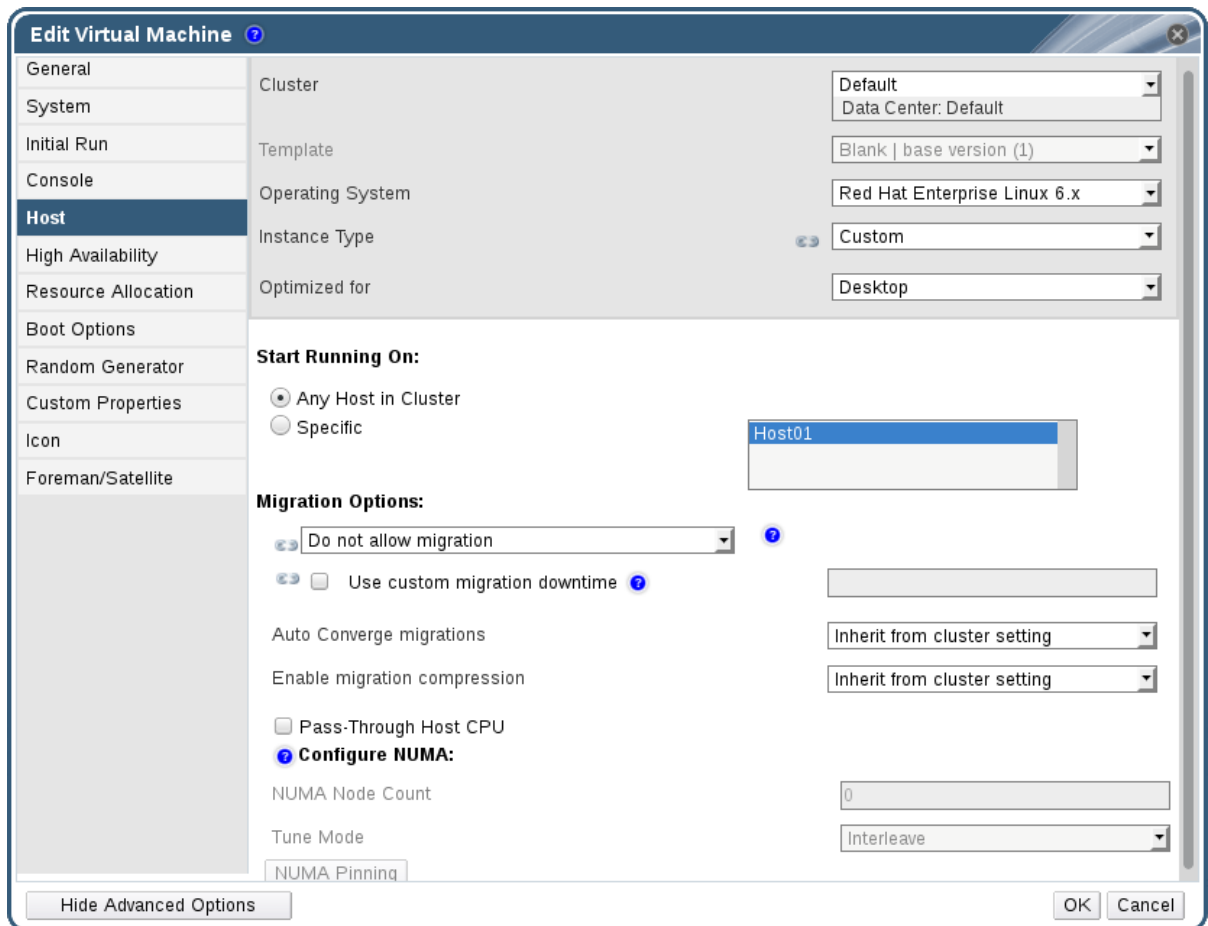 Edit Virtual Machine ?
General
System
Initial Run
Console
Host
High Availability
Resource Allocation
Boot Options
Random Generator
Custom Properties
Icon
Foreman/Satellite
Cluster Default
Data Center: Default
Template Blank | base version (1)
Operating System Red Hat Enterprise Linux 6.x
Instance Type Custom
Optimized for Desktop
Start Running On:
Any Host in Cluster
Specific
Host01
Migration Options:
Do not allow migration ?
Use custom migration downtime ?
Auto Converge migrations Inherit from cluster setting
Enable migration compression Inherit from cluster setting
Pass-Through Host CPU
? Configure NUMA:
NUMA Node Count 0
Tune Mode Interleave
NUMA Pinning
Hide Advanced Options OK Cancel